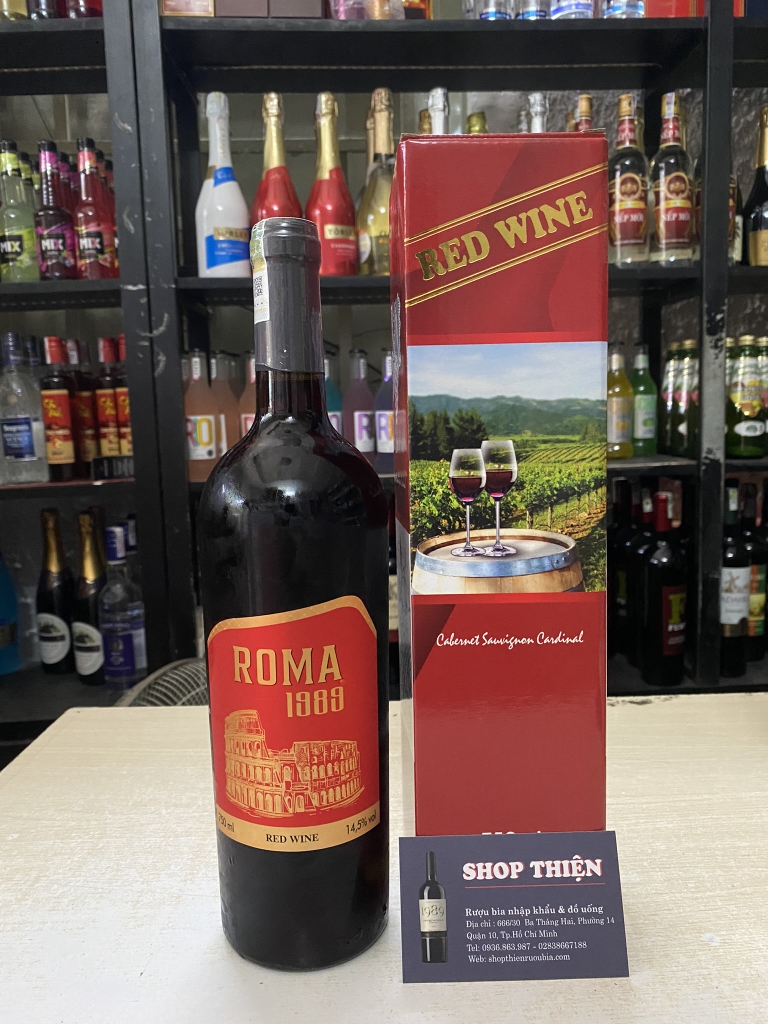 RED WINE
Cabernet Sauvignon Cardinal
ROMA
1989
750 ml
14,5% vol
RED WINE
SHOP THIỆN
Rượu bia nhập khẩu & đồ uống
Địa chỉ : 666/30 Ba Tháng Hai, Phường 14
Quận 10, Tp.Hồ Chí Minh
Tel: 0936.863.987 - 02838667188
Web: shopthienruoubia.com
1989
NẾP MỚI
NẾP MỚI
MIX
MIX
MIX